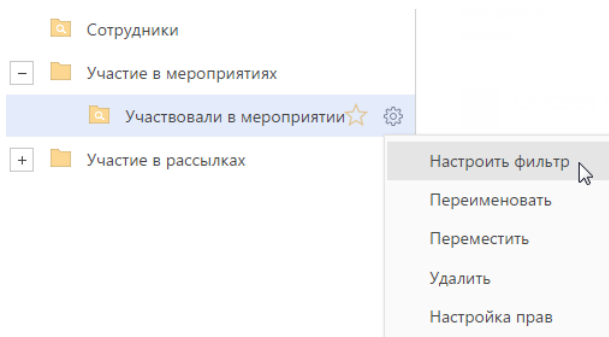 Сотрудники
Участие в мероприятиях
Участвовали в мероприятии
Участие в рассылках
Настроить фильтр
Переименовать
Переместить
Удалить
Настройка прав